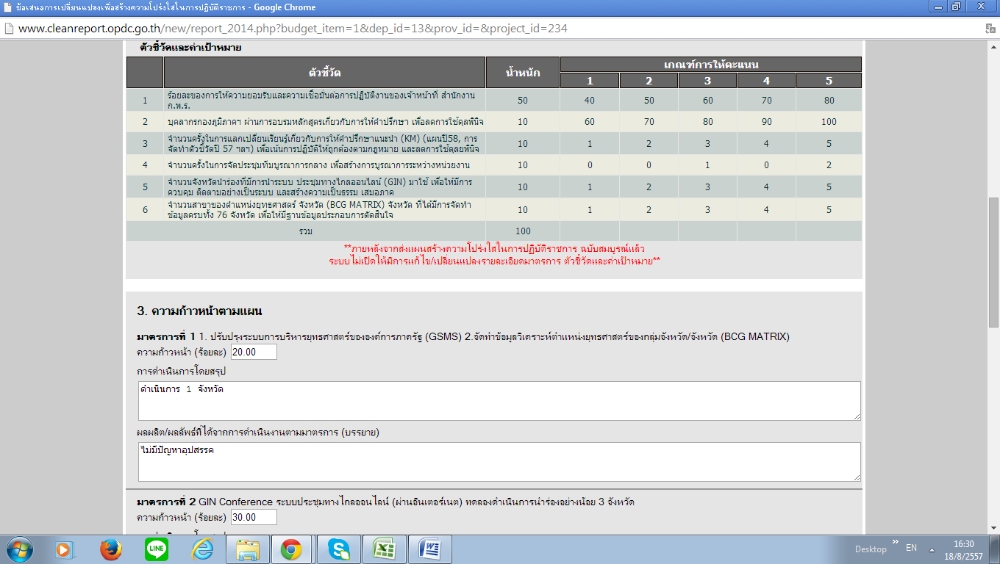 ข้อเสนอการเปลี่ยนแปลงเพื่อสร้างความโปร่งใสในการปฏิบัติราชการ - Google Chrome
www.cleanreport.opdc.go.th/new/report_2014.php?budget_item=1&dep_id=13&prov_id=&project_id=234
ตัวชี้วัดและค่าเป้าหมาย
ตัวชี้วัด น้ำหนัก เกณฑ์การให้คะแนน
1 2 3 4 5
1 ร้อยละของการให้ความยอมรับและความเชื่อมั่นต่อการปฏิบัติงานของเจ้าหน้าที่ สำนักงาน
ก.พ.ร. 50 40 50 60 70 80
2 บุคลากรกองภูมิภาคฯ ผ่านการอบรมหลักสูตรเกี่ยวกับการให้คำปรึกษา เพื่อลดการใช้ดุลพินิจ 10 60 70 80 90 100
3 จำนวนครั้งในการแลกเปลี่ยนเรียนรู้เกี่ยวกับการให้คำปรึกษาแนะนำ (KM) (แผนปี58, การ
จัดทำตัวชี้วัดปี 57 ฯลฯ) เพื่อเน้นการปฏิบัติให้ถูกต้องตามกฎหมาย และลดการใช้ดุลยพินิจ 10 1 2 3 4 5
4 จำนวนครั้งในการจัดประชุมทีมบูรณาการกลาง เพื่อสร้างการบูรณาการระหว่างหน่วยงาน 10 0 0 1 0 2
5 จำนวนจังหวัดนำร่องที่มีการนำระบบ ประชุมทางไกลออนไลน์ (GIN) มาใช้ เพื่อให้มีการ
ควบคุม ติดตามอย่างเป็นระบบ และสร้างความเป็นธรรม เสมอภาค 10 1 2 3 4 5
6 จำนวนสาขาของตำแหน่งยุทธศาสตร์ จังหวัด (BCG MATRIX) จังหวัด ที่ได้มีการจัดทำ
ข้อมูลครบทั้ง 76 จังหวัด เพื่อให้มีฐานข้อมูลประกอบการตัดสินใจ 10 1 2 3 4 5
รวม 100
**ภายหลังจากส่งแผนสร้างความโปร่งใสในการปฏิบัติราชการ ฉบับสมบูรณ์แล้ว
ระบบไม่เปิดให้มีการแก้ไข/เปลี่ยนแปลงรายละเอียดมาตรการ ตัวชี้วัดและค่าเป้าหมาย**
3. ความก้าวหน้าตามแผน
มาตรการที่ 1 1. ปรับปรุงระบบการบริหารยุทธศาสตร์ขององค์การภาครัฐ (GSMS) 2.จัดทำข้อมูลวิเคราะห์ตำแหน่งยุทธศาสตร์ของกลุ่มจังหวัด/จังหวัด (BCG MATRIX)
ความก้าวหน้า (ร้อยละ) 20.00
การดำเนินการโดยสรุป
ดำเนินการ 1 จังหวัด
ผลผลิต/ผลลัพธ์ที่ได้จากการดำเนินงานตามมาตรการ (บรรยาย)
ไม่มีปัญหาอุปสรรค
มาตรการที่ 2 GIN Conference ระบบประชุมทางไกลออนไลน์ (ผ่านอินเตอร์เนต) ทดลองดำเนินการนำร่องอย่างน้อย 3 จังหวัด
ความก้าวหน้า (ร้อยละ) 30.00
LINE
Desktop EN 16:30
18/8/2557